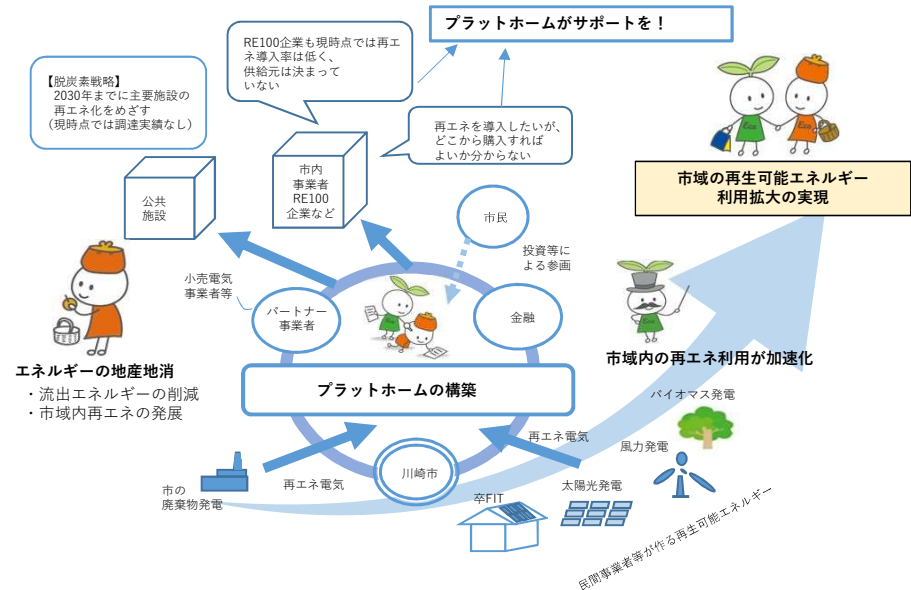 プラットホームがサポートを！
RE100企業も現時点では再エ
ネ導入率は低く、
供給元は決まって
いない
【脱炭素戦略】
2030年までに主要施設の
再エネ化をめざす
（現時点では調達実績なし）
再エネを導入したいが、
どこから購入すれば
よいか分からない
市内
事業者
RE100
企業など
公共
施設
市域の再生可能エネルギー
利用拡大の実現
市民
投資等
による参画
小売電気
事業者等
パートナー
事業者
金融
エネルギーの地産地消
・流出エネルギーの削減
・市域内再エネの発展
市域内の再エネ利用が加速化
プラットホームの構築
バイオマス発電
再エネ電気
風力発電
川崎市
再エネ電気
太陽光発電
市の
廃棄物発電
卒FIT
民間事業者等が作る再生可能エネルギー
Eco
Eco
Eco